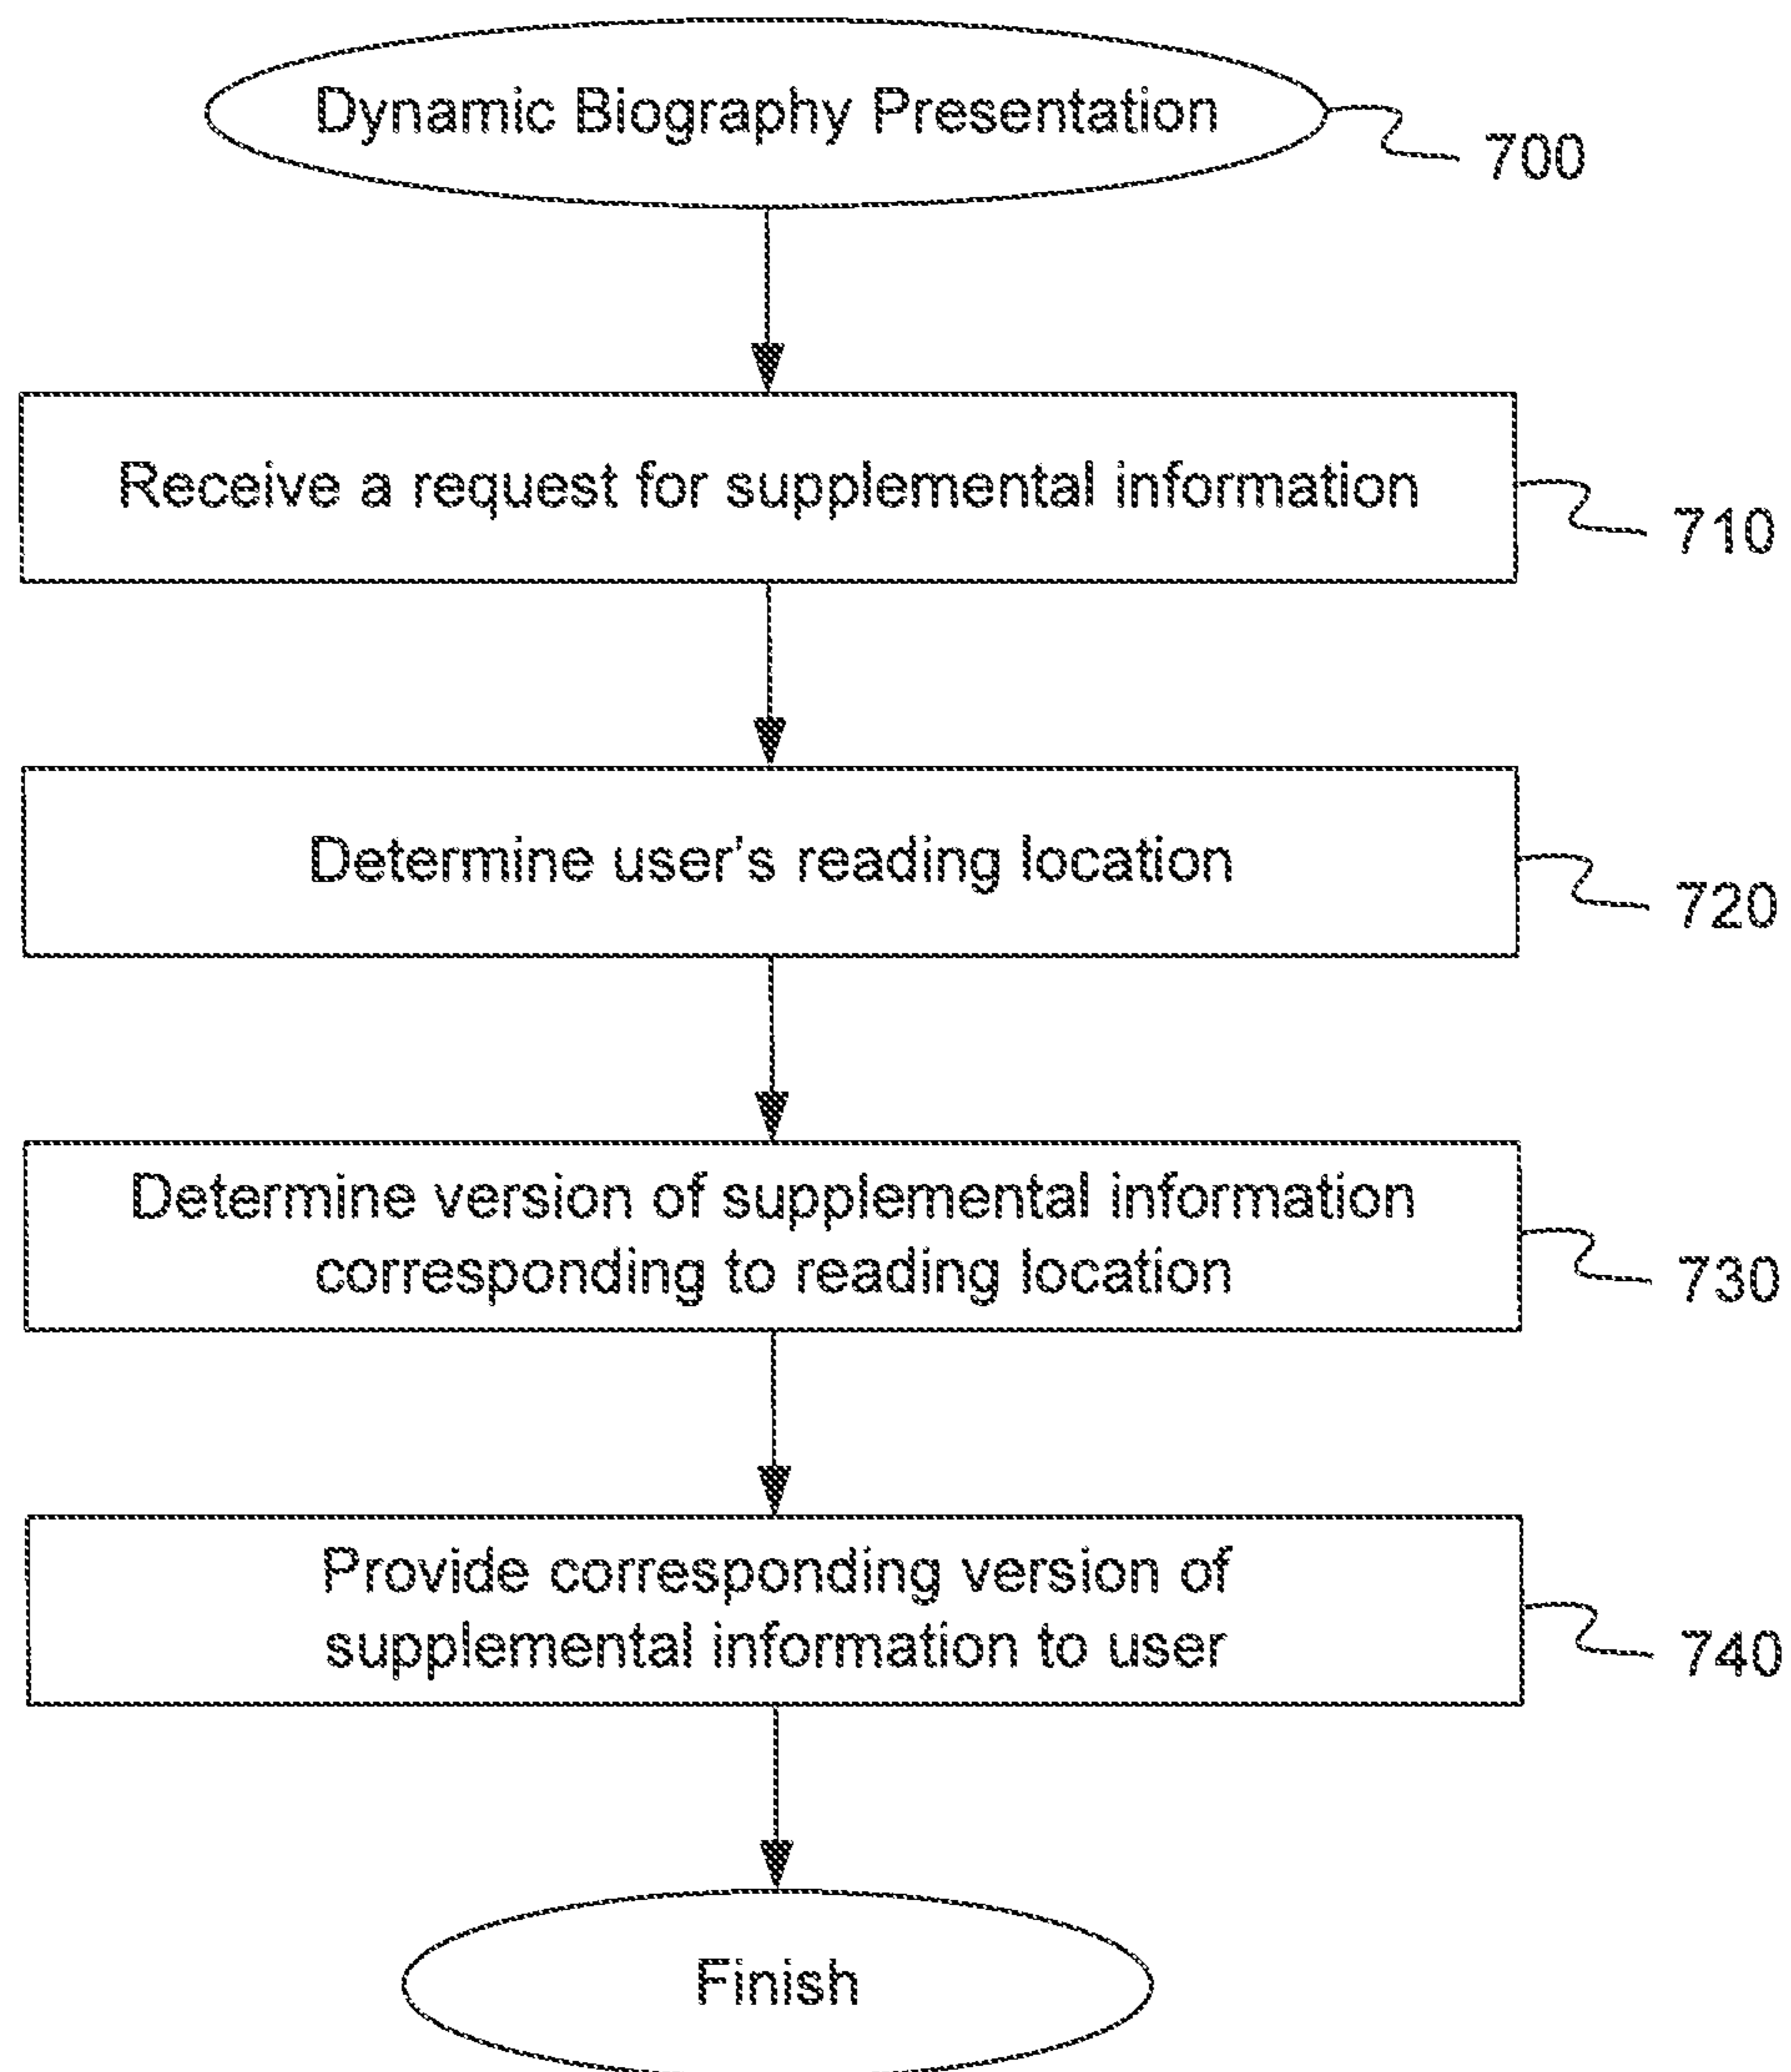 Dynamic Biography Presentation
700
Receive a request for supplemental information
710
Determine user's reading location
720
Determine version of supplemental information
corresponding to reading location
730
Provide corresponding version of
supplemental information to user
740
Finish